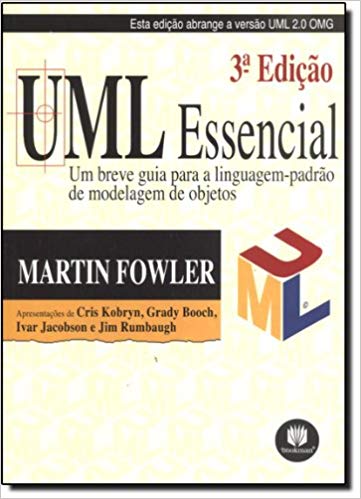 Esta edição abrange a versão UML 2.0 OMG
3ª Edição
UML Essencial
Um breve guia para a linguagem-padrão
de modelagem de objetos
MARTIN FOWLER
Apresentações de Cris Kobryn, Grady Booch,
Ivar Jacobson e Jim Rumbaugh
UML
Bookman